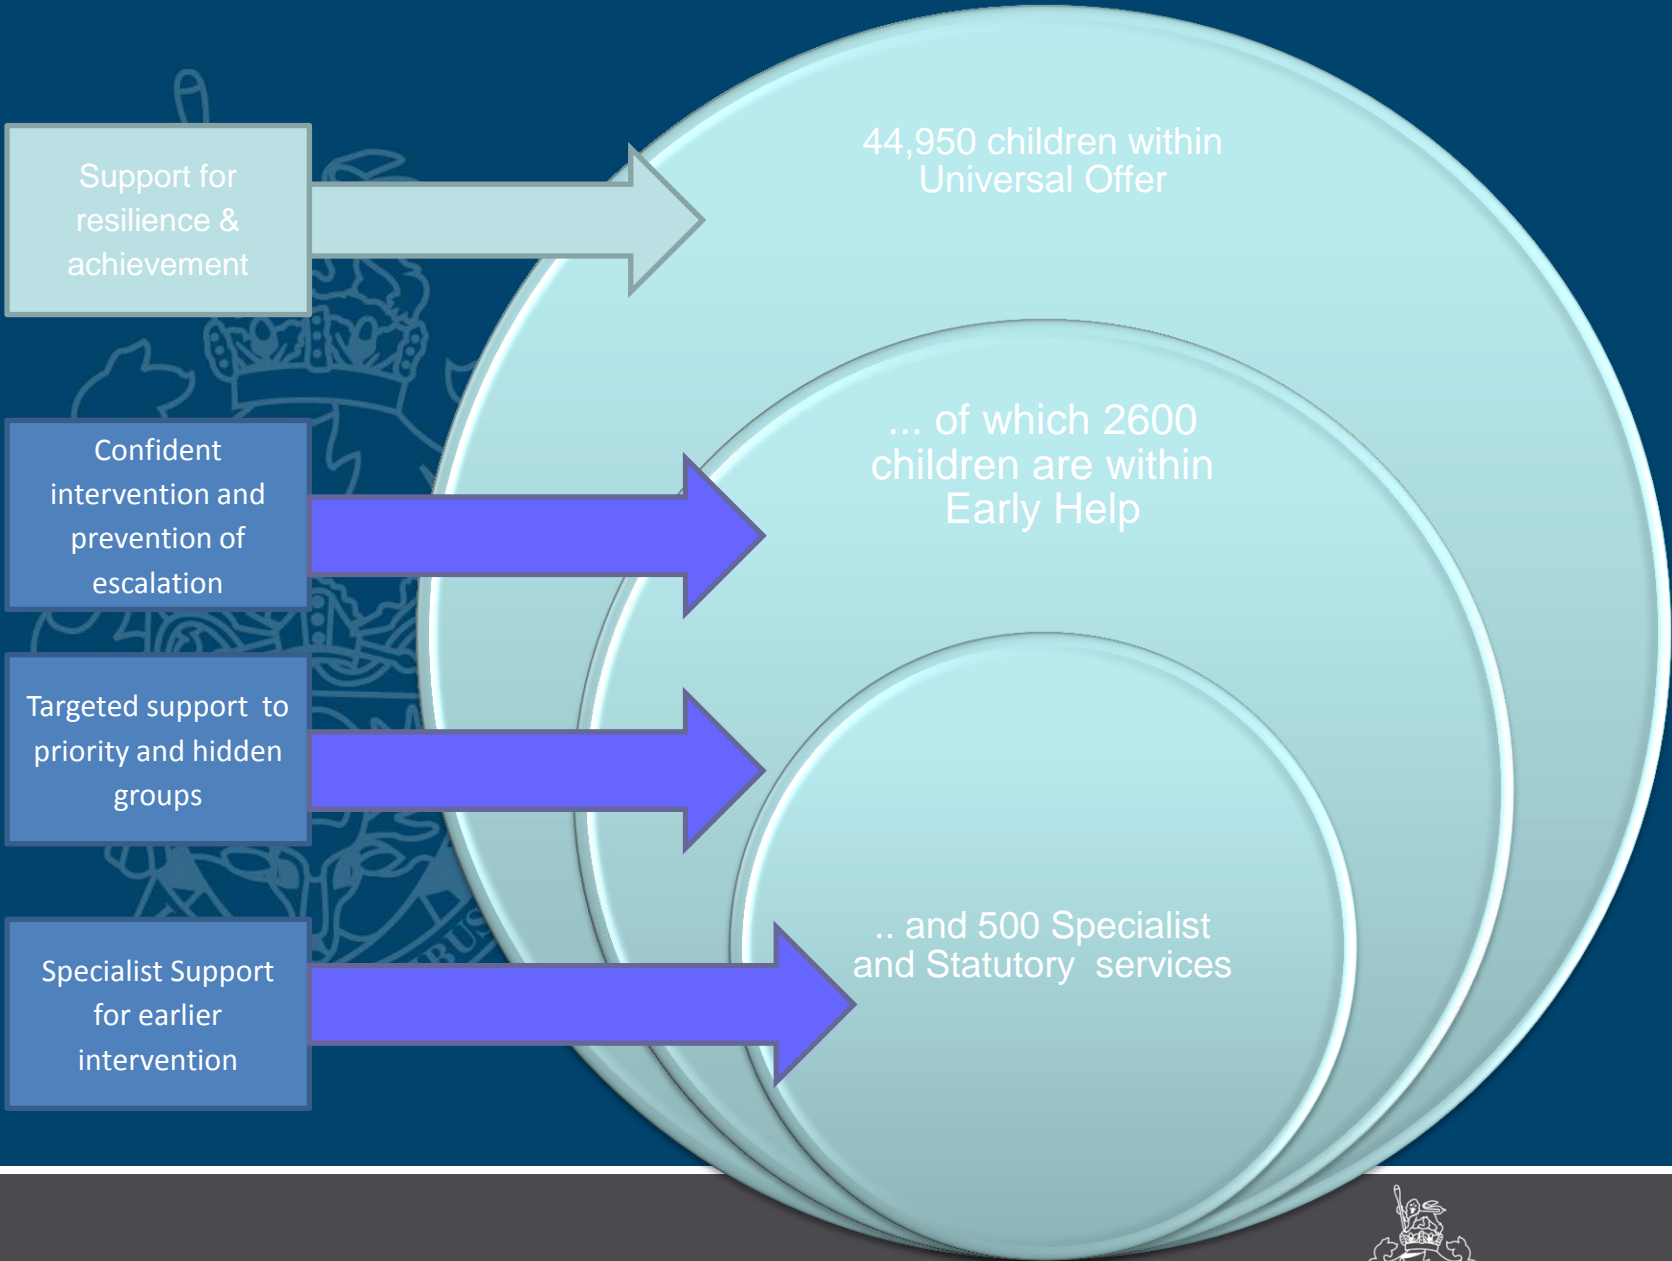 Support for
resilience &
achievement
44,950 children within
Universal Offer
Confident
intervention and
prevention of
escalation
... of which 2600
children are within
Early Help
Targeted support to
priority and hidden
groups
Specialist Support
for earlier
intervention
.. and 500 Specialist
and Statutory services